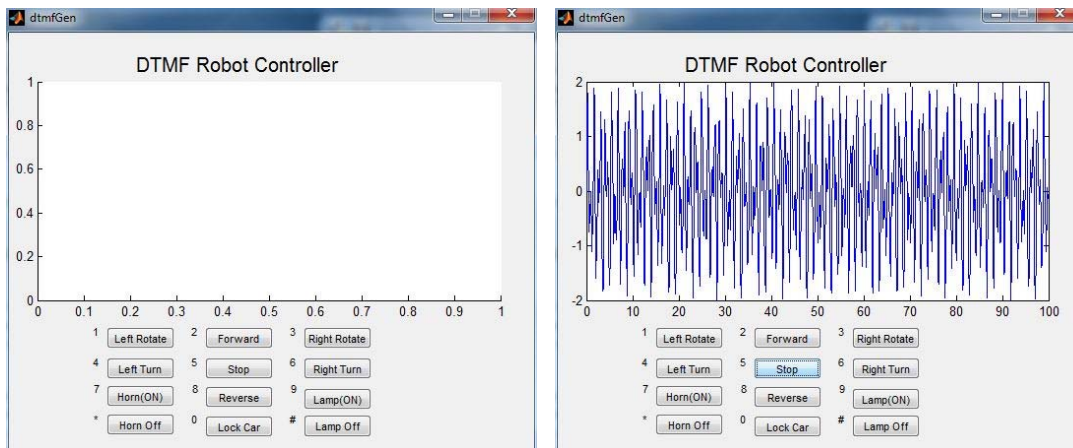 dtmfGen
DTMF Robot Controller
1
0.8
0.6
0.4
0.2
0
0 0.1 0.2 0.3 0.4 0.5 0.6 0.7 0.8 0.9 1
1 Left Rotate 2 Forward 3 Right Rotate
4 Left Turn 5 Stop 6 Right Turn
7 Horn(ON) 8 Reverse 9 Lamp(ON)
* Horn Off 0 Lock Car # Lamp Off
dtmfGen
DTMF Robot Controller
2
1
0
-1
-2
0 10 20 30 40 50 60 70 80 90 100
1 Left Rotate 2 Forward 3 Right Rotate
4 Left Turn 5 Stop 6 Right Turn
7 Horn(ON) 8 Reverse 9 Lamp(ON)
* Horn Off 0 Lock Car # Lamp Off